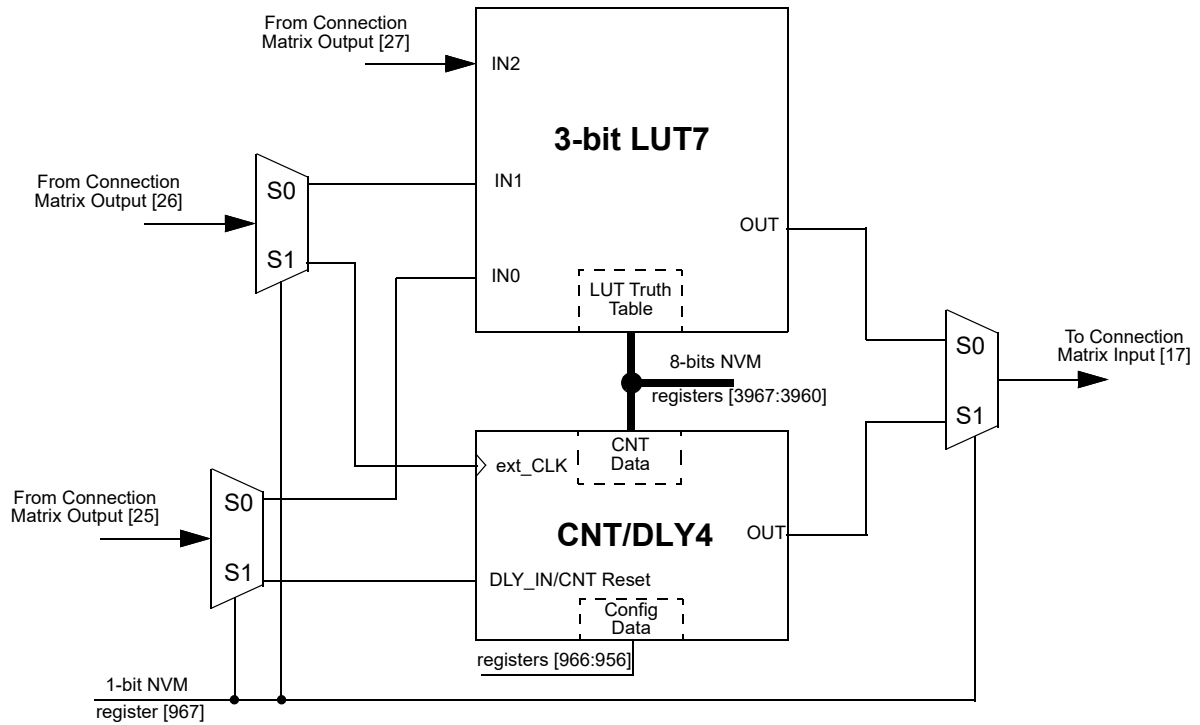 From Connection
Matrix Output [27]
IN2
3-bit LUT7
From Connection
Matrix Output [26]
S0
S1
IN1
OUT
IN0
LUT Truth
Table
8-bits NVM
registers [3967:3960]
S0
S1
To Connection
Matrix Input [17]
CNT
Data
ext_CLK
From Connection
Matrix Output [25]
S0
S1
CNT/DLY4
OUT
DLY_IN/CNT Reset
Config
Data
registers [966:956]
1-bit NVM
register [967]